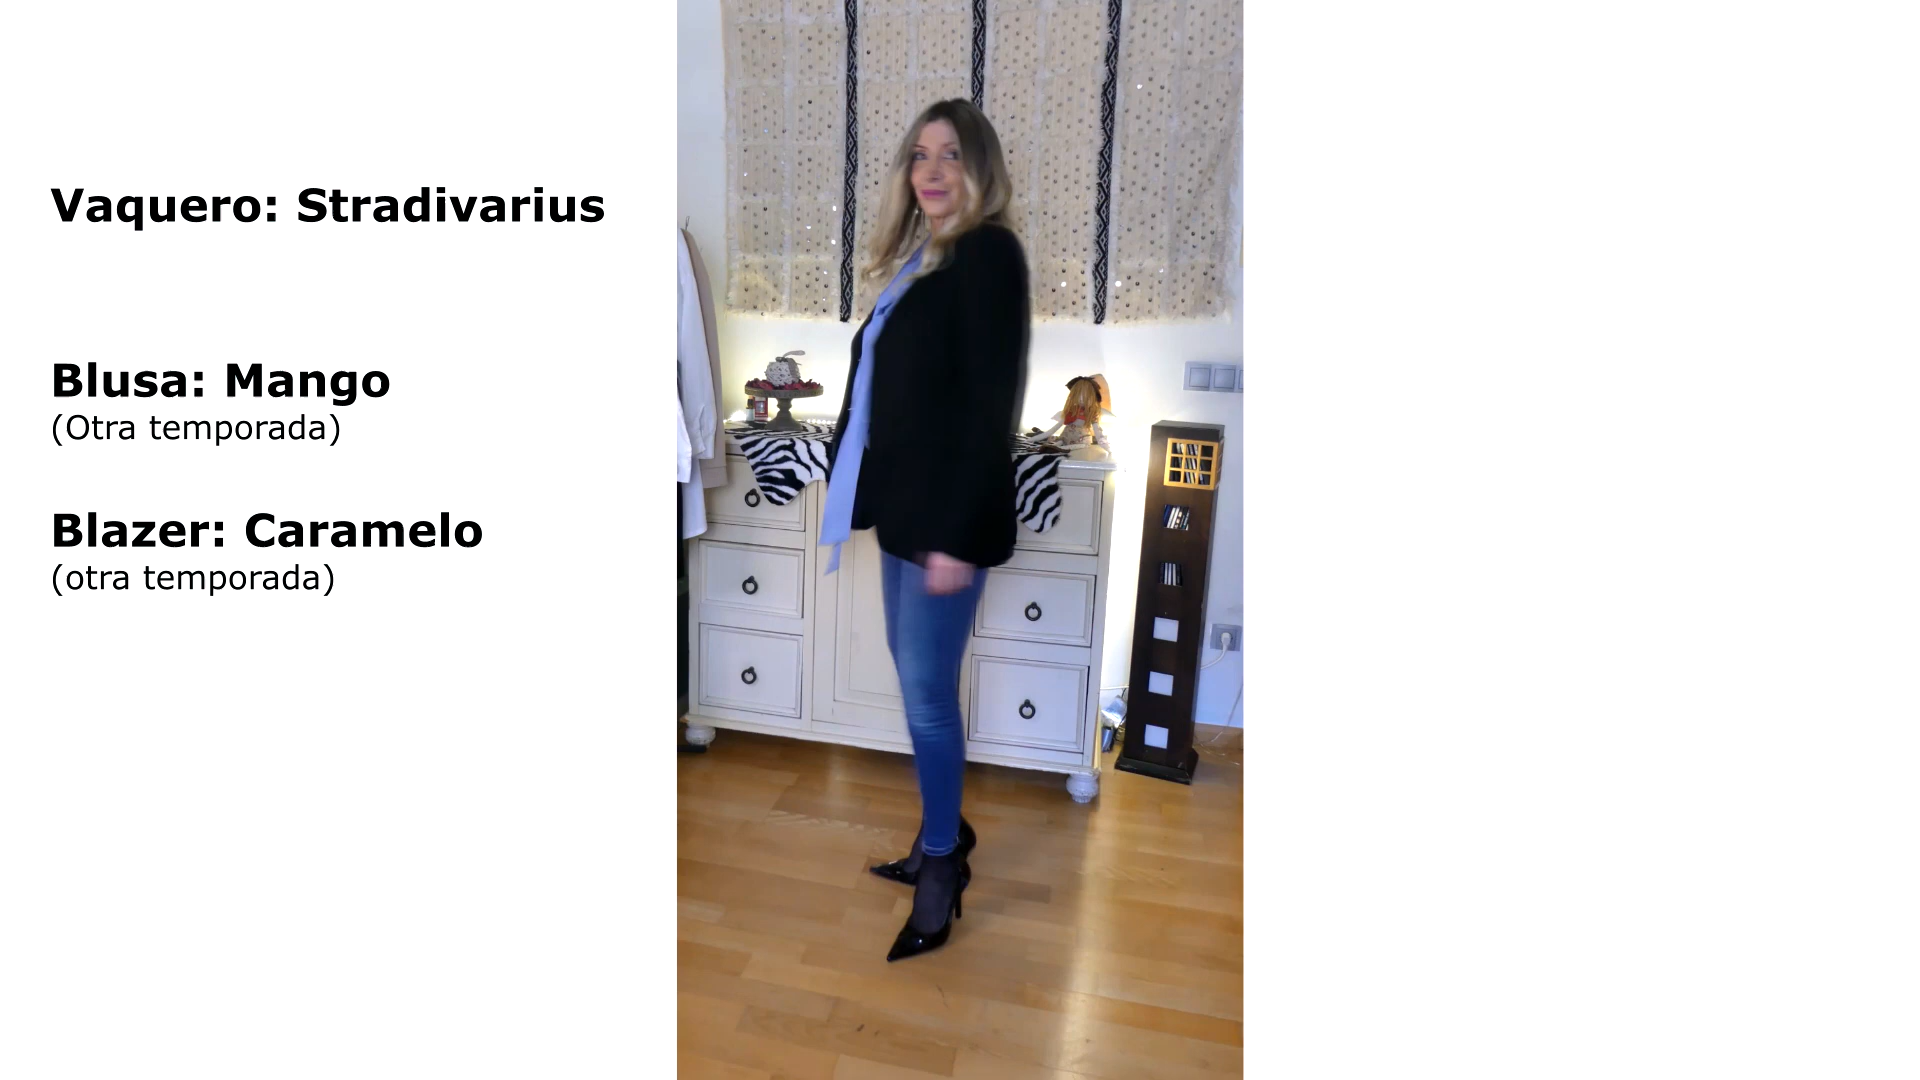 Vaquero: Stradivarius
Blusa: Mango
(Otra temporada)
Blazer: Caramelo
(otra temporada)